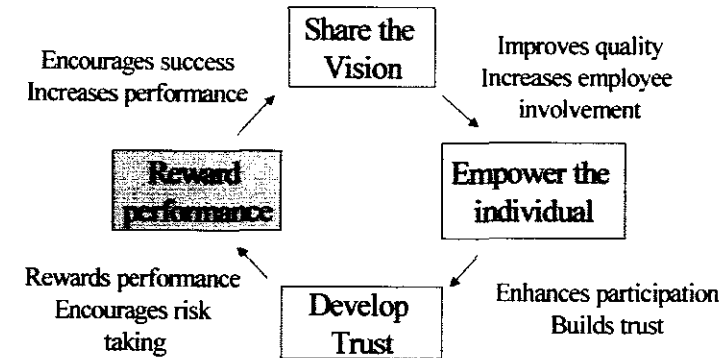 Share the
Vision
Encourages success
Increases performance
Improves quality
Increases employee
involvement
Reward
performance
Empower the
individual
Rewards performance
Encourages risk
taking
Develop
Trust
Enhances participation
Builds trust